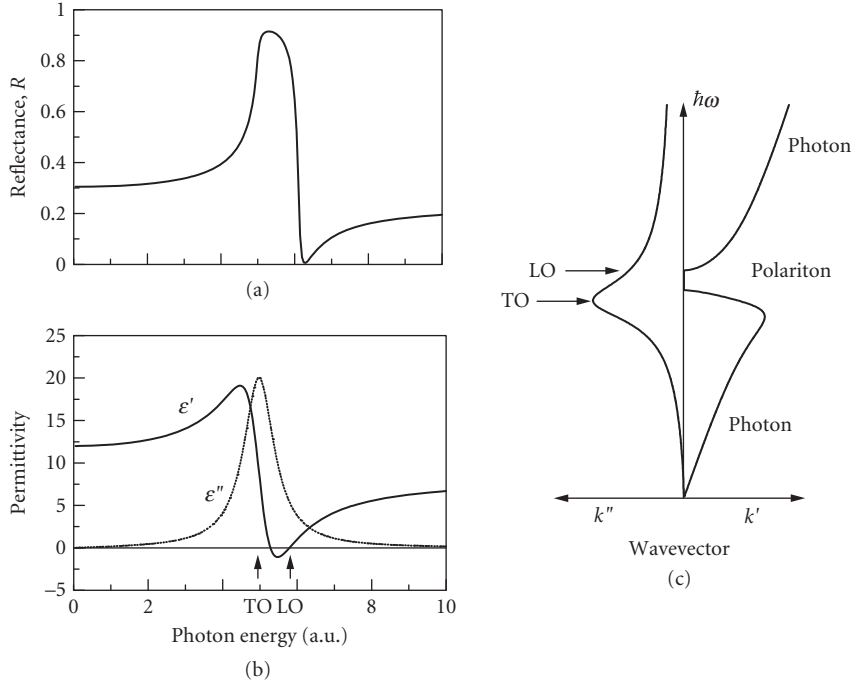 1
0.8
0.6
0.4
0.2
0
Reflectance, R
(a)
25
20
15
10
5
0
−5
Permittivity
ε′
ε″
0 2 TO LO 8 10
Photon energy (a.u.)
(b)
ħω
Photon
LO
Polariton
TO
Photon
k″ k′
Wavevector
(c)